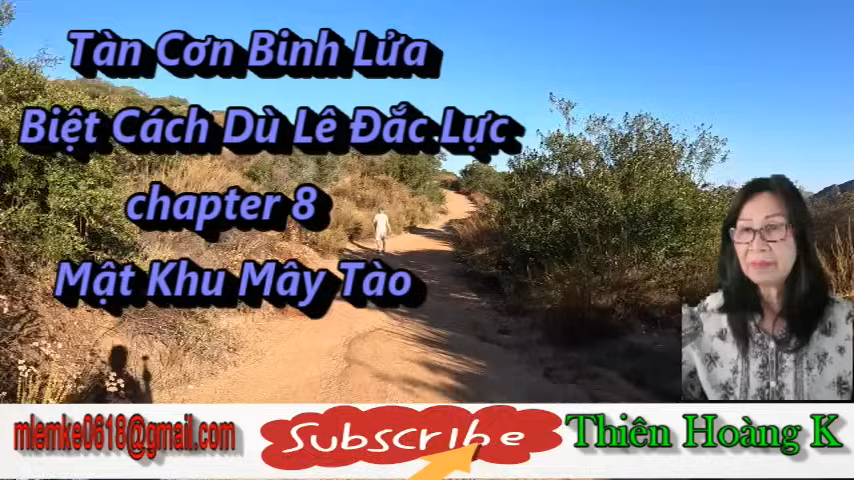 Tàn Cơn Binh Lửa
Biệt Cách Dù Lê Đắc Lực
chapter 8
Mật Khu Mây Tào
mlemke0618@gmail.com
Subscribe
Thiên Hoàng K